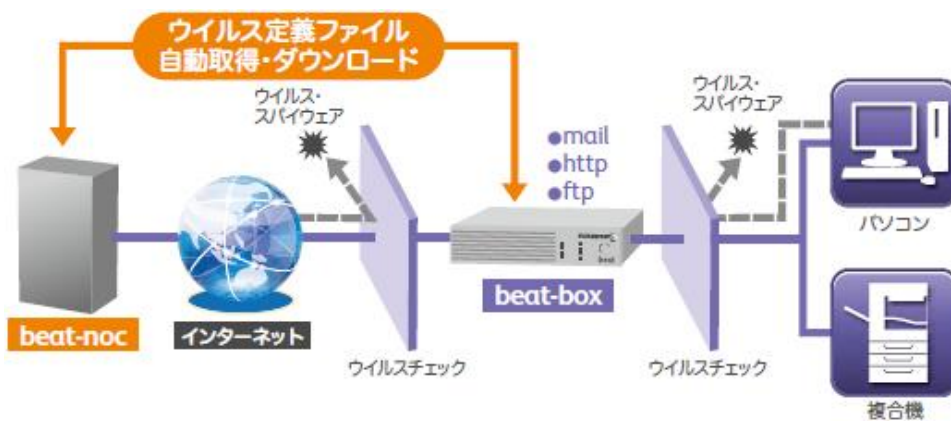 ウイルス定義ファイル
自動取得・ダウンロード
ウイルス・
スパイウェア
ウイルス・
スパイウェア
●mail
●http
●ftp
パソコン
beat-noc
インターネット
beat-box
ウイルスチェック
ウイルスチェック
複合機